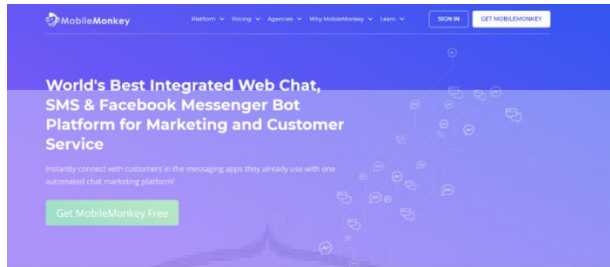 MobileMonkey
Platform Pricing Agencies Why MobileMonkey Learn SIGN IN GET MOBILEMONKEY
World's Best Integrated Web Chat,
SMS & Facebook Messenger Bot
Platform for Marketing and Customer
Service
Instantly connect with customers in the messaging apps they already use with one
automated chat marketing platform!
Get MobileMonkey Free